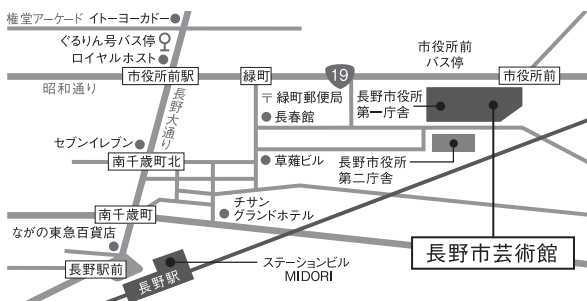 権堂アーケード イトーヨーカドー
ぐるりん号バス停
ロイヤルホスト
市役所前
バス停
市役所前駅
緑町
19
市役所前
昭和通り
〒緑町郵便局
長春館
長野市役所
第一庁舎
長野大通り
セブンイレブン
南千歳町北
草薙ビル
長野市役所
第二庁舎
南千歳町
チサン
グランドホテル
ながの東急百貨店
長野市芸術館
長野駅前
ステーションビル
MIDORI
長野駅